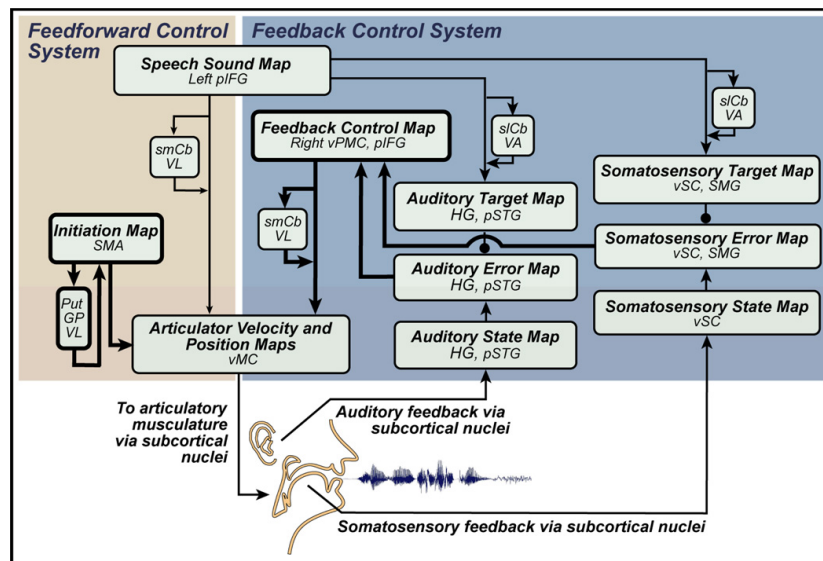 Feedforward Control
System
Feedback Control System
Speech Sound Map
Left pIFG
smCb
VL
Feedback Control Map
Right vPMC, pIFG
slCb
VA
slCb
VA
smCb
VL
Auditory Target Map
HG, pSTG
Somatosensory Target Map
vSC, SMG
Initiation Map
SMA
Auditory Error Map
HG, pSTG
Somatosensory Error Map
vSC, SMG
Put
GP
VL
Articulator Velocity and
Position Maps
vMC
Auditory State Map
HG, pSTG
Somatosensory State Map
vSC
To articulatory
musculature
via subcortical
nuclei
Auditory feedback via
subcortical nuclei
Somatosensory feedback via subcortical nuclei